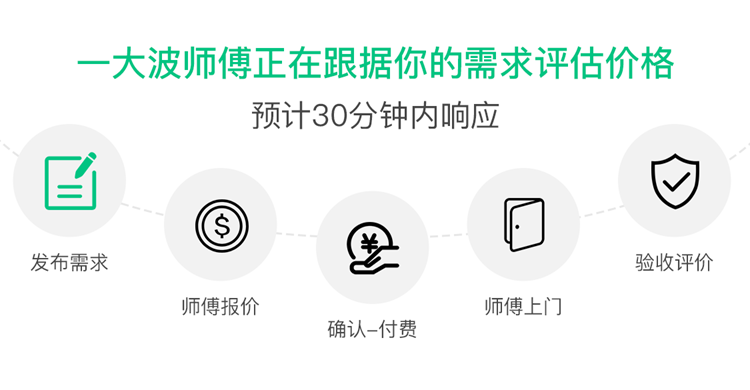 一大波师傅正在跟据你的需求评估价格
预计30分钟内响应
发布需求
师傅报价
确认-付费
师傅上门
验收评价